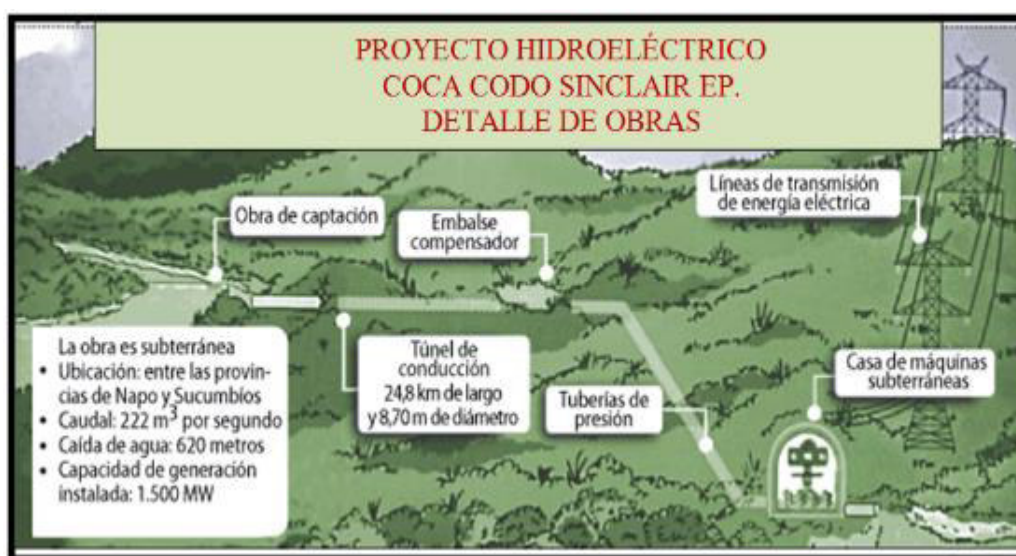 PROYECTO HIDROELÉCTRICO
COCA CODO SINCLAIR EP.
DETALLE DE OBRAS
Líneas de transmisión
de energía eléctrica
Obra de captación
Embalse
compensador
La obra es subterránea
• Ubicación: entre las provin-
cias de Napo y Sucumbíos
• Caudal: 222 m³ por segundo
• Caída de agua: 620 metros
• Capacidad de generación
instalada: 1.500 MW
Túnel de
conducción
24,8 km de largo
y 8,70 m de diámetro
Tuberías de
presión
Casa de máquinas
subterráneas